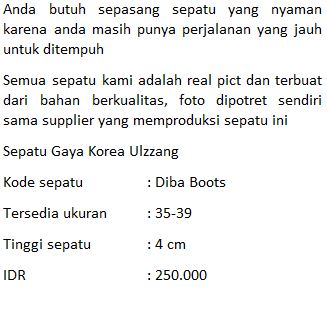 Anda butuh sepasang sepatu yang nyaman
karena anda masih punya perjalanan yang jauh
untuk ditempuh
Semua sepatu kami adalah real pict dan terbuat
dari bahan berkualitas, foto dipotret sendiri
sama supplier yang memproduksi sepatu ini
Sepatu Gaya Korea Ulzzang
Kode sepatu : Diba Boots
Tersedia ukuran : 35-39
Tinggi sepatu : 4 cm
IDR : 250.000